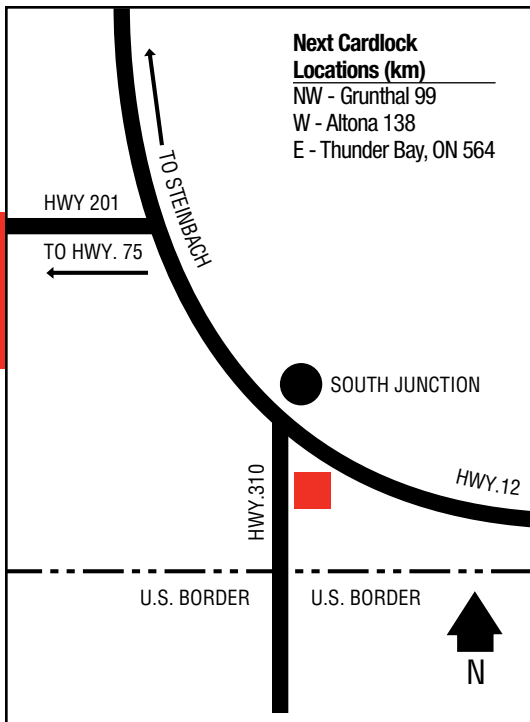 Next Cardlock
Locations (km)
NW - Grunthal 99
W - Altona 138
E - Thunder Bay, ON 564
TO STEINBACH
HWY 201
TO HWY. 75
SOUTH JUNCTION
HWY.310
HWY.12
U.S. BORDER
U.S. BORDER
N